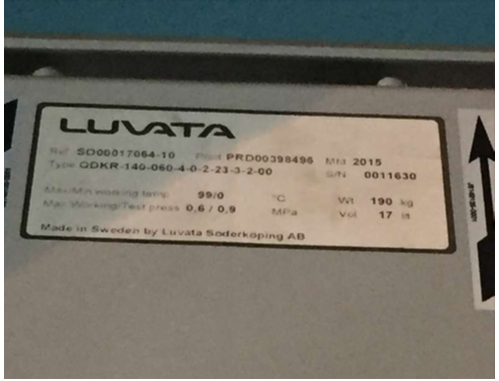 LUVATA
Ref SD00017064-10 Prod PRD00398496 Mfd 2015
Type QDKR-140-060-4-0-2-23-3-2-00 S/N 0011630
Max/Min working temp 99/0 °C Wt 190 kg
Max Working/Test press 0,6 / 0,9 MPa Vol 17 lit
Made in Sweden by Luvata Söderköping AB